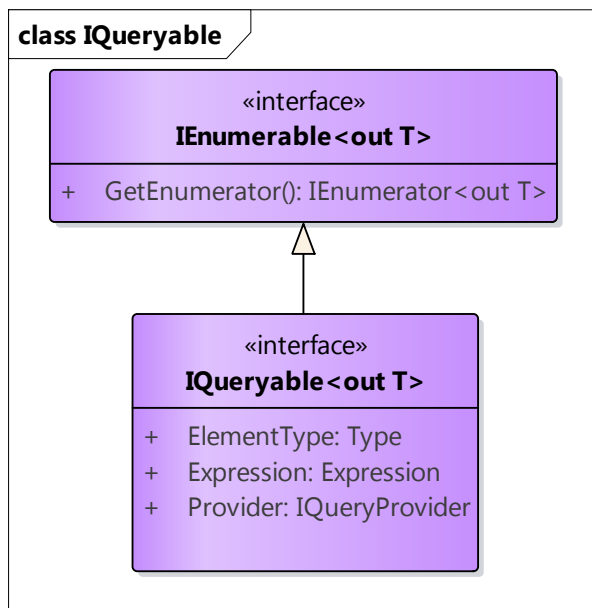 class IQueryable
«interface»
IEnumerable<out T>
+ GetEnumerator(): IEnumerator<out T>
«interface»
IQueryable<out T>
+ ElementType: Type
+ Expression: Expression
+ Provider: IQueryProvider